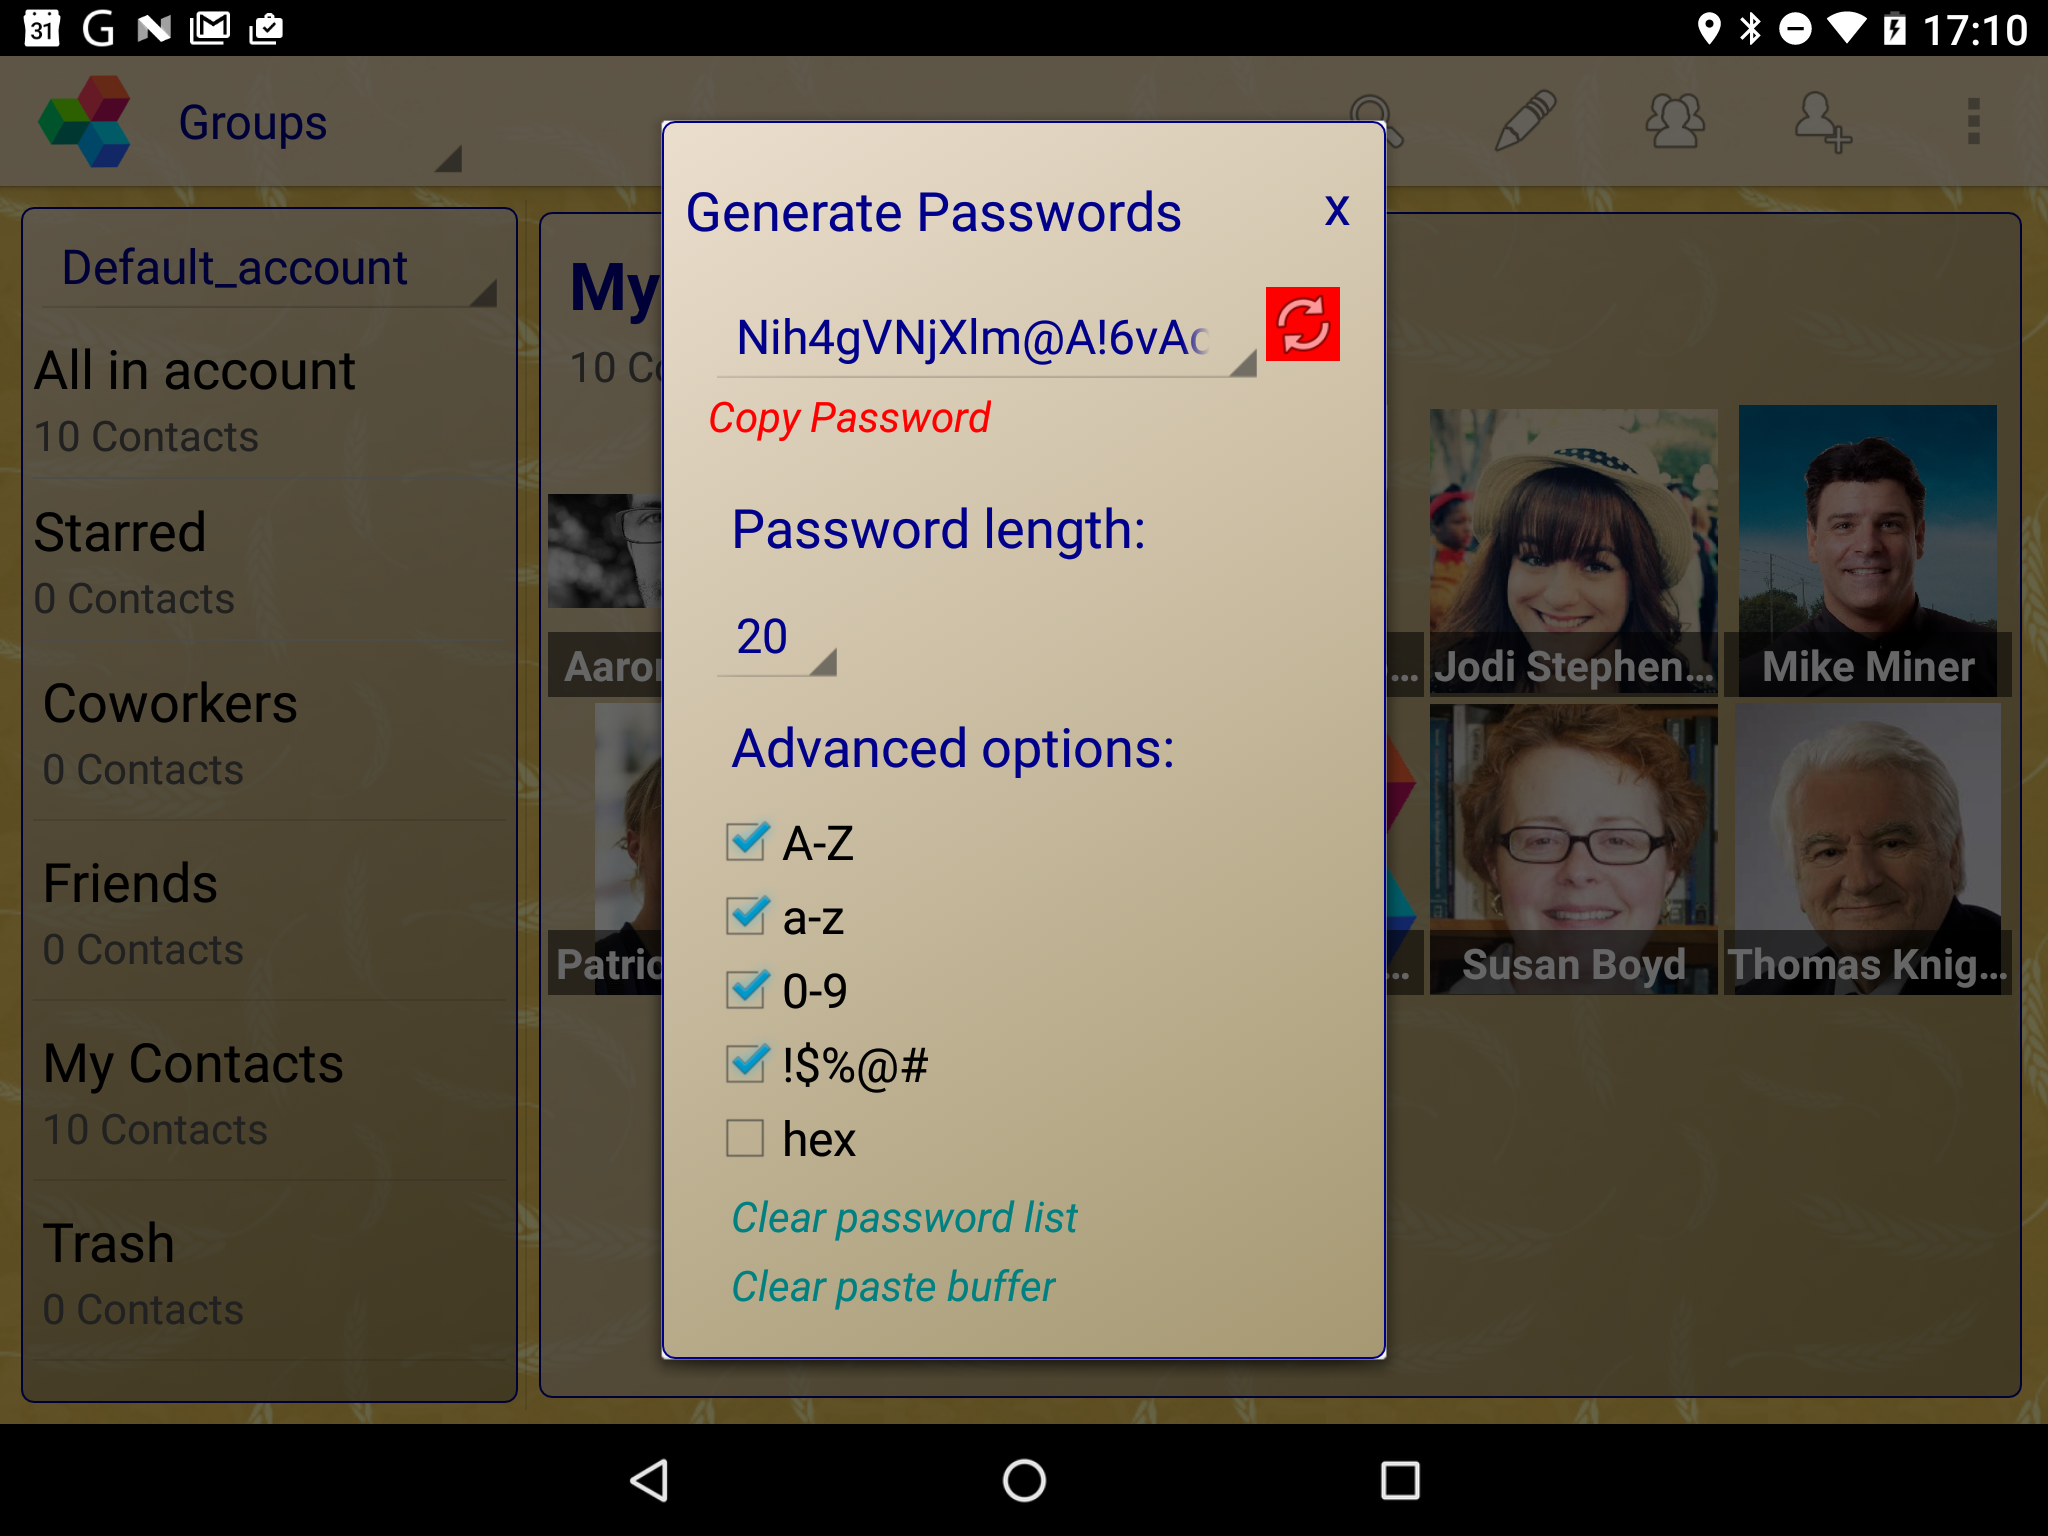 31 G 17:10
Groups
Default_account
All in account
10 Contacts
Starred
0 Contacts
Coworkers
0 Contacts
Friends
0 Contacts
My Contacts
10 Contacts
Trash
0 Contacts
My
10
Generate Passwords x
Nih4gVNjXlm@A!6vAc
Copy Password
Password length:
20
Advanced options:
A-Z
a-z
0-9
!$%@#
hex
Clear password list
Clear paste buffer
... Jodi Stephen... Mike Miner
... Susan Boyd Thomas Knig...